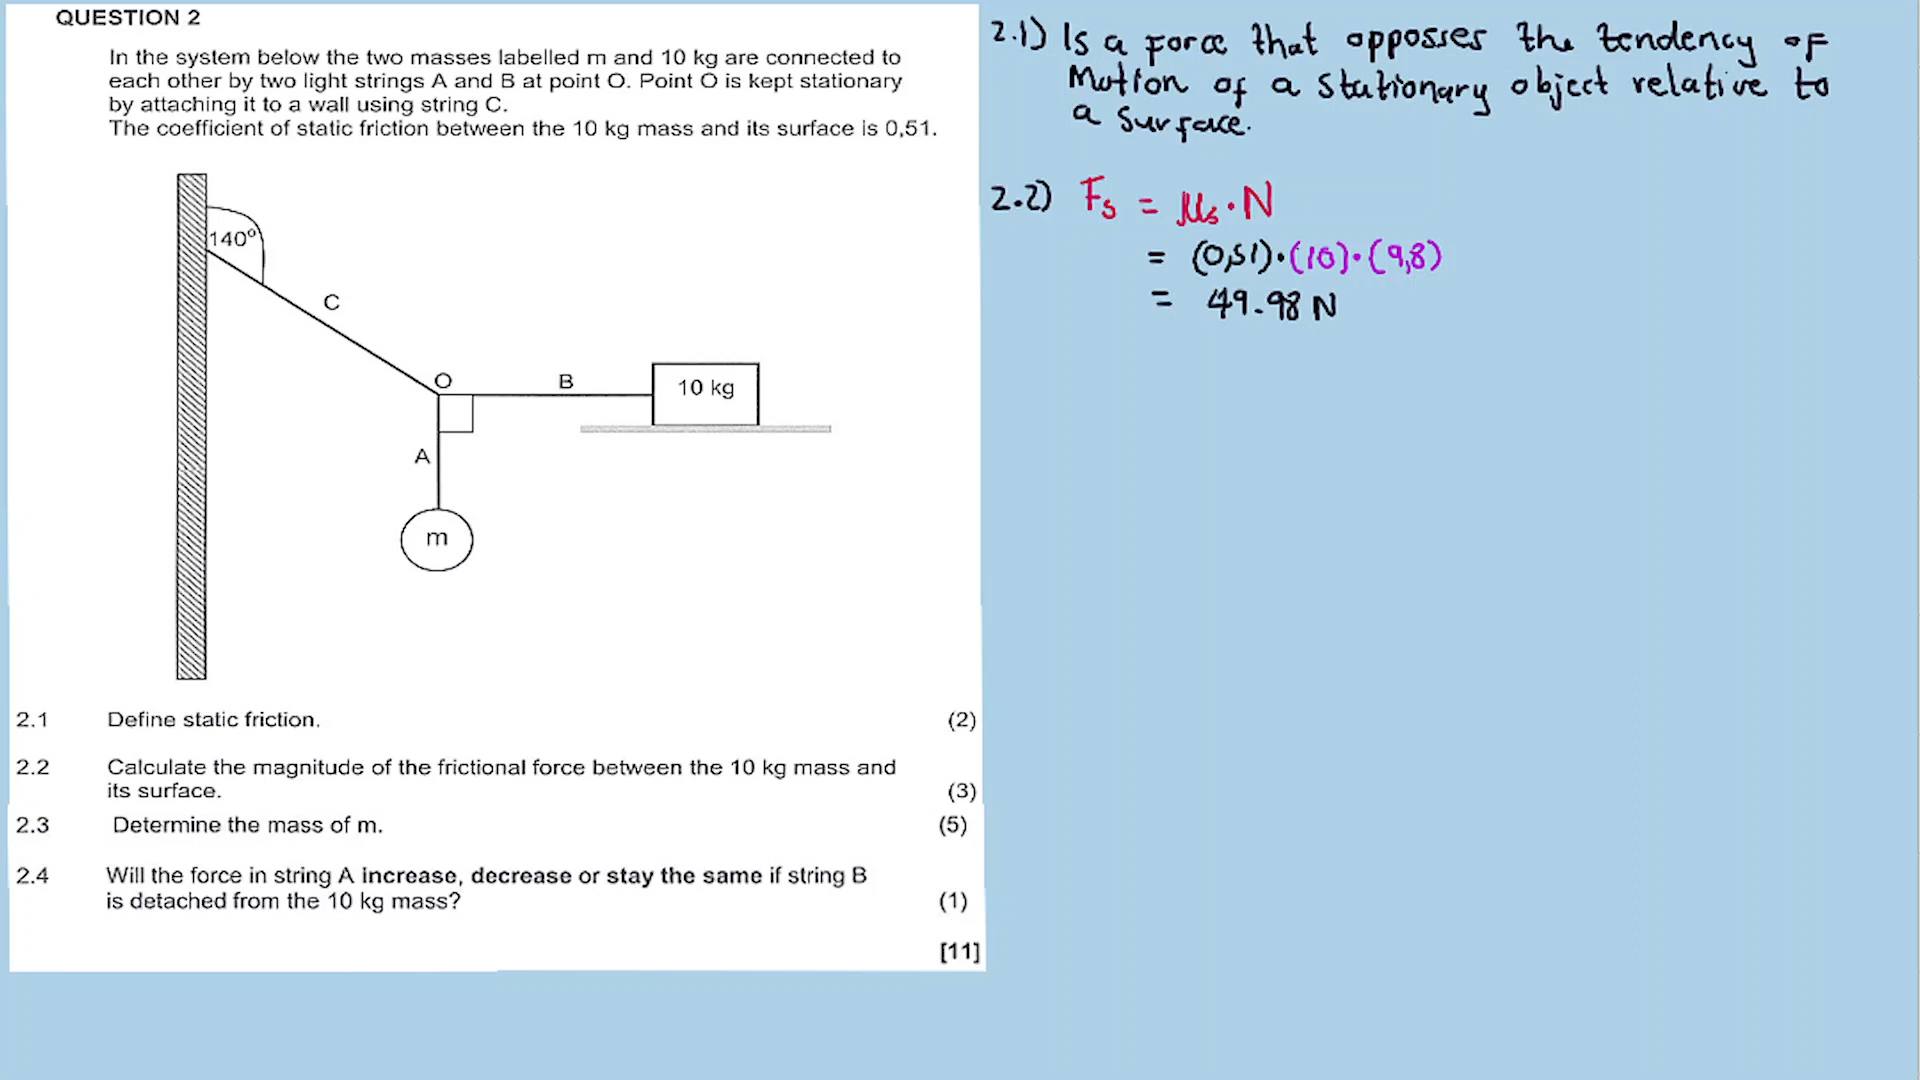 QUESTION 2
In the system below the two masses labelled m and 10 kg are connected to
each other by two light strings A and B at point O. Point O is kept stationary
by attaching it to a wall using string C.
The coefficient of static friction between the 10 kg mass and its surface is 0,51.
140°
C
O
B
10 kg
A
m
2.1 Define static friction. (2)
2.2 Calculate the magnitude of the frictional force between the 10 kg mass and
its surface. (3)
2.3 Determine the mass of m. (5)
2.4 Will the force in string A increase, decrease or stay the same if string B
is detached from the 10 kg mass? (1)
[11]
2.1) Is a force that opposses the tendency of
Motion of a stationary object relative to
a surface.
2.2) Fs = μs · N
= (0,51) · (10) · (9,8)
= 49.98 N